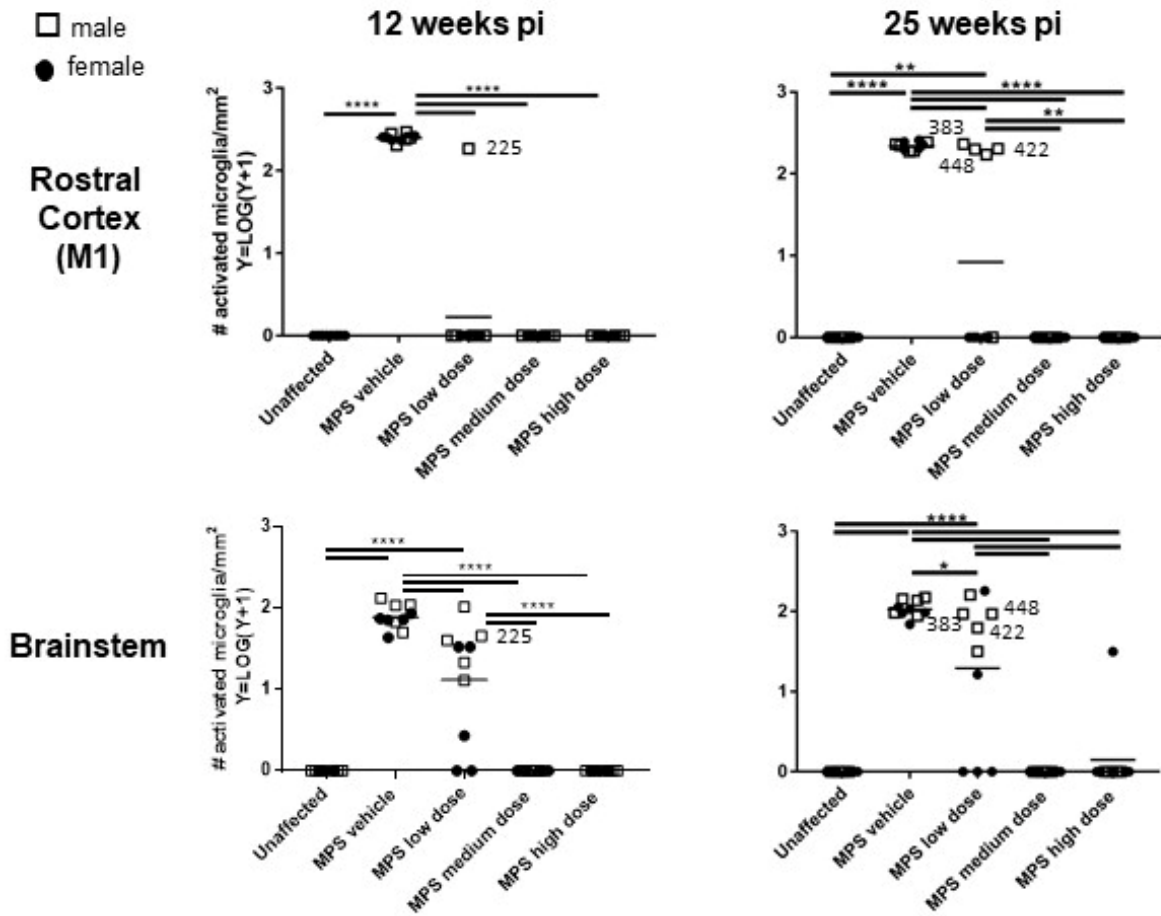 male
female
12 weeks pi
25 weeks pi
Rostral
Cortex
(M1)
# activated microglia/mm²
Y=LOG(Y+1)
3
2
1
0
****
****
225
Unaffected
MPS vehicle
MPS low dose
MPS medium dose
MPS high dose
3
2
1
0
**
****
****
**
383
448
422
Unaffected
MPS vehicle
MPS low dose
MPS medium dose
MPS high dose
Brainstem
# activated microglia/mm²
Y=LOG(Y+1)
3
2
1
0
****
****
****
225
Unaffected
MPS vehicle
MPS low dose
MPS medium dose
MPS high dose
3
2
1
0
****
*
448
383
422
Unaffected
MPS vehicle
MPS low dose
MPS medium dose
MPS high dose